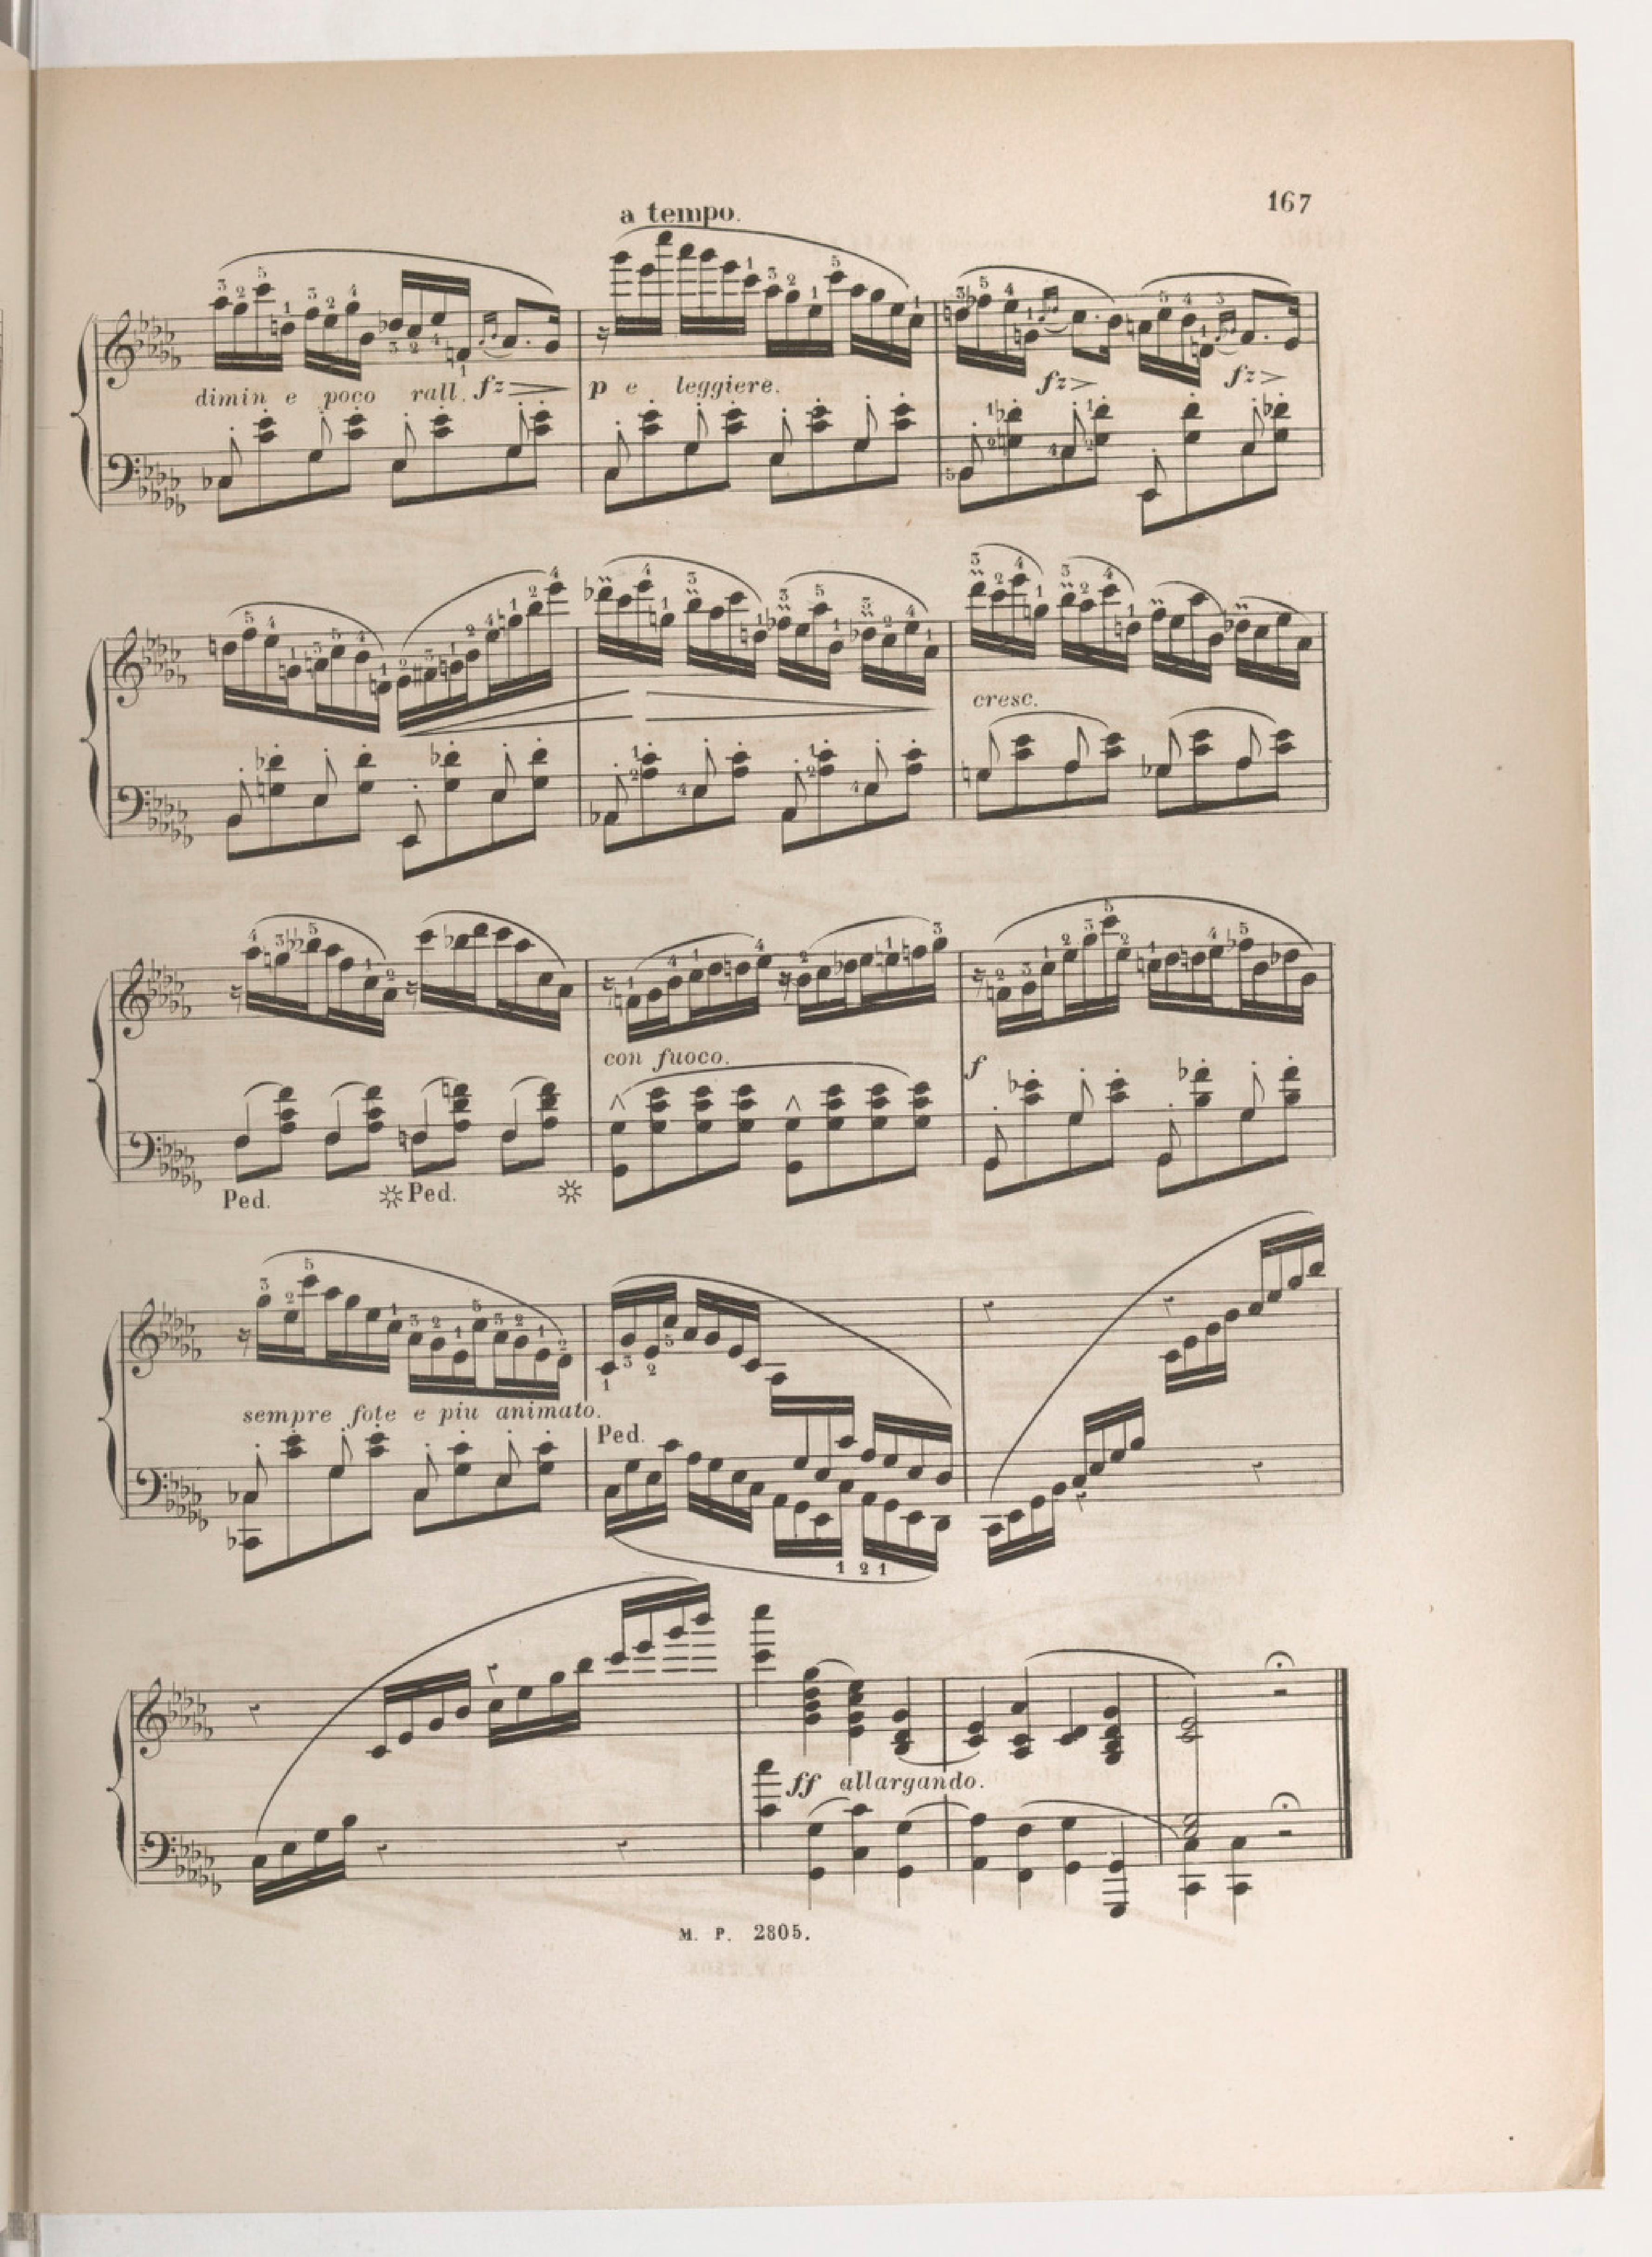 167
a tempo.
dimin e poco rall. fz p e leggiere. fz fz
cresc.
con fuoco. f
Ped. Ped.
sempre fote e piu animato.
Ped.
ff allargando.
M. P. 2805.